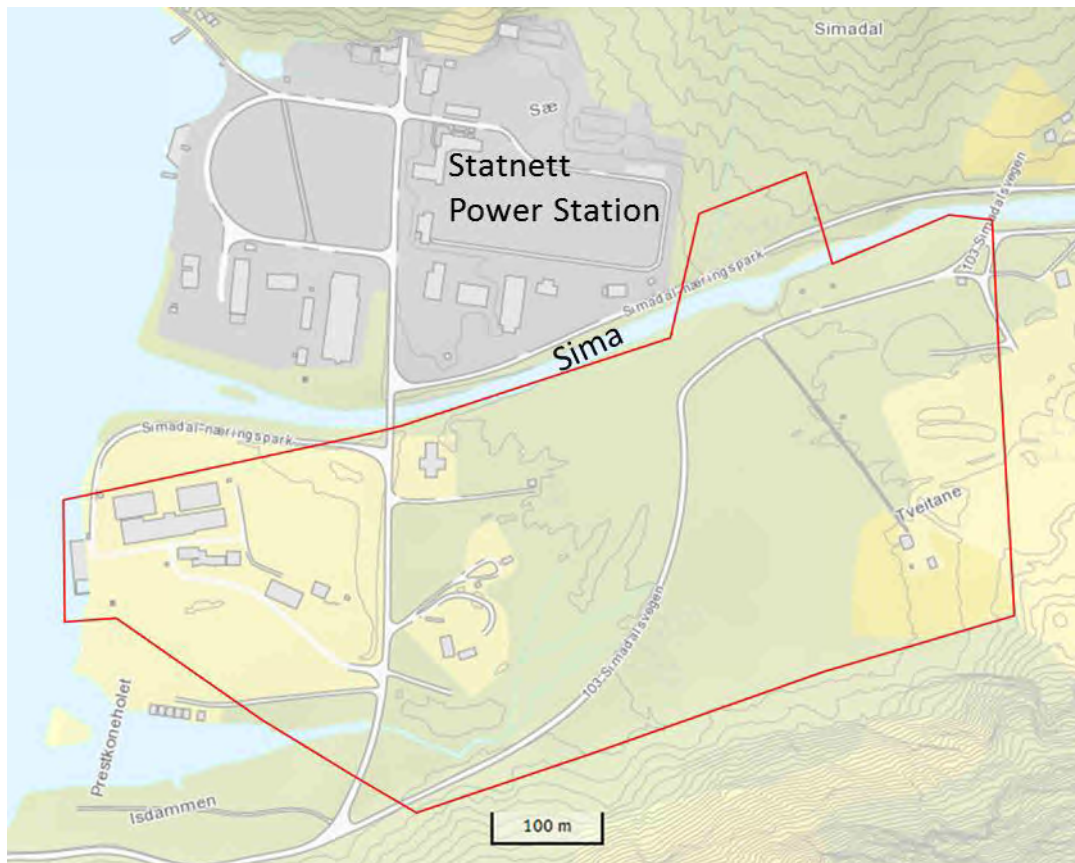 Simadal
Sæ
Statnett
Power Station
103-Simadalsvegen
Simadal-næringspark
Sima
Simadal-næringspark
Tveitane
103-Simadalsvegen
Prestkoneholet
Isdammen
100 m